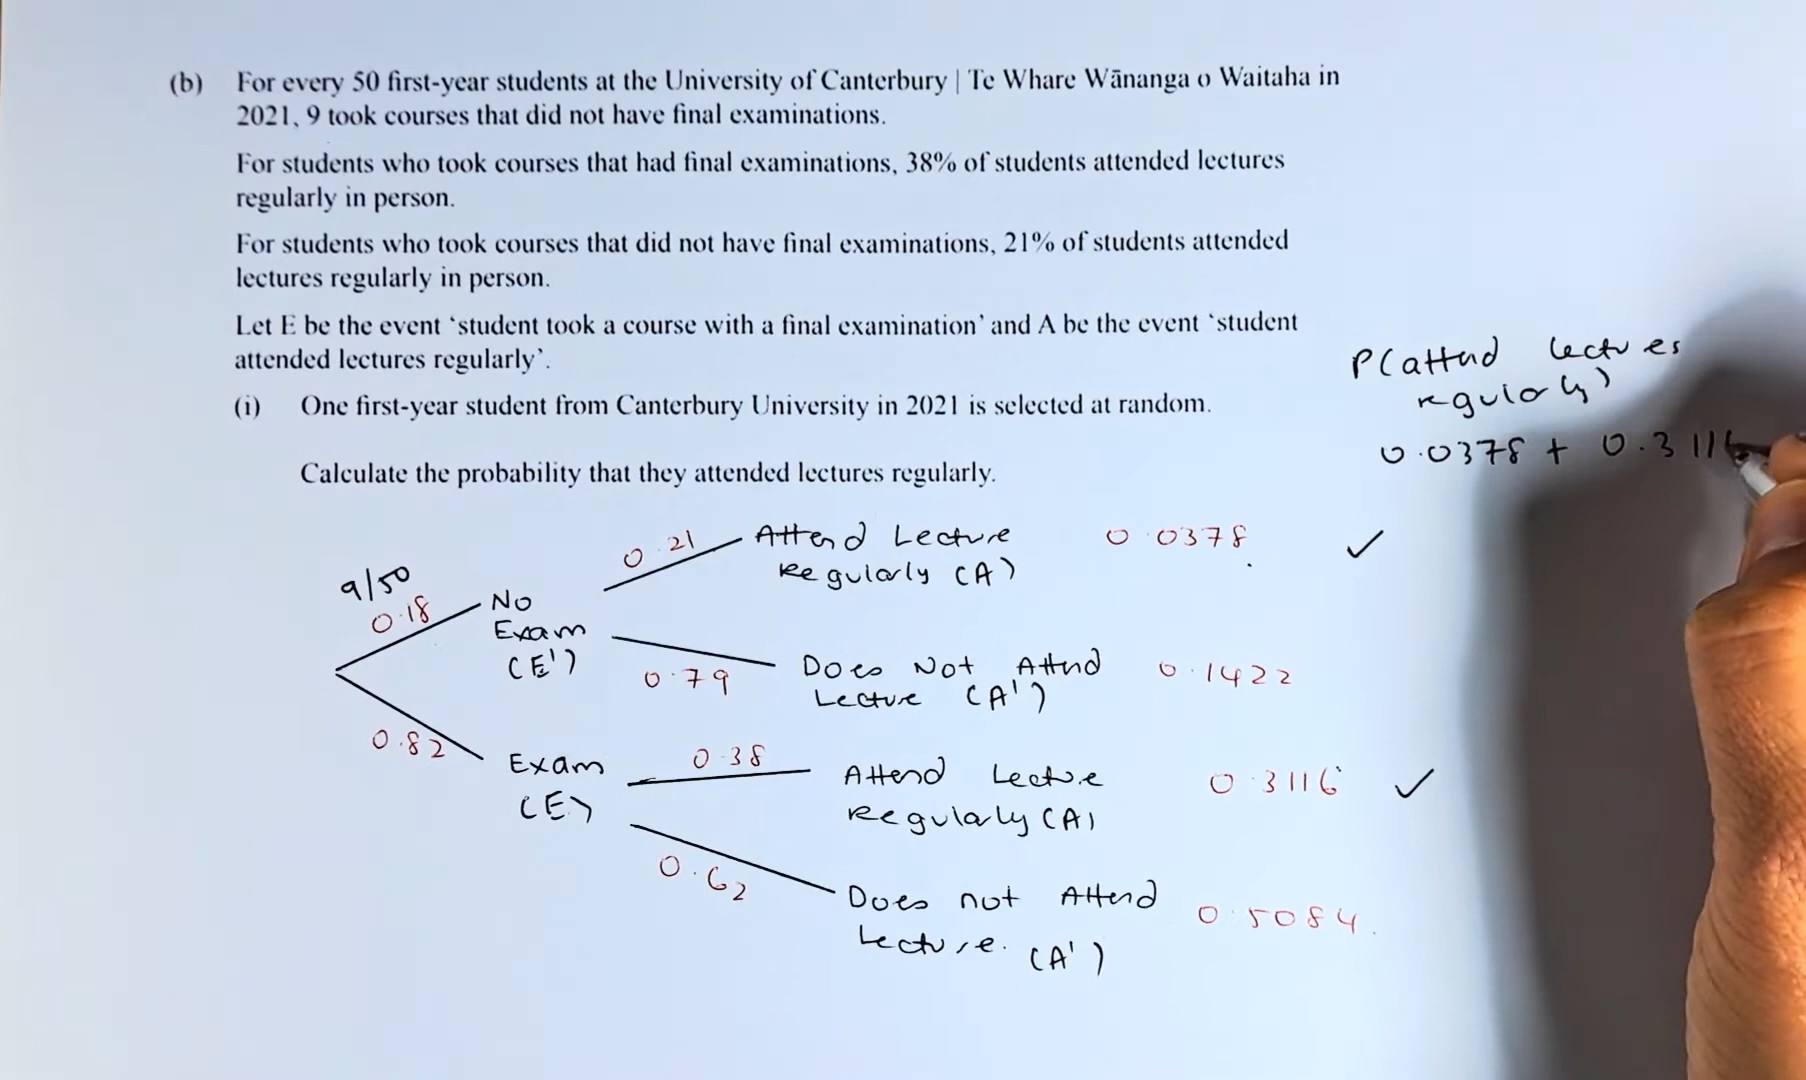 (b) For every 50 first-year students at the University of Canterbury | Te Whare Wānanga o Waitaha in
2021, 9 took courses that did not have final examinations.
For students who took courses that had final examinations, 38% of students attended lectures
regularly in person.
For students who took courses that did not have final examinations, 21% of students attended
lectures regularly in person.
Let E be the event ‘student took a course with a final examination’ and A be the event ‘student
attended lectures regularly’.
(i) One first-year student from Canterbury University in 2021 is selected at random.
Calculate the probability that they attended lectures regularly.
P(attend lectures
regularly)
0.0378 + 0.3116
9/50
0.18
No
Exam
(E')
0.21
Attend Lecture
Regularly (A)
0.0378
0.79
Does Not Attend
Lecture (A')
0.1422
0.82
Exam
(E)
0.38
Attend Lecture
Regularly (A)
0.3116
0.62
Does not Attend
Lecture. (A')
0.5084